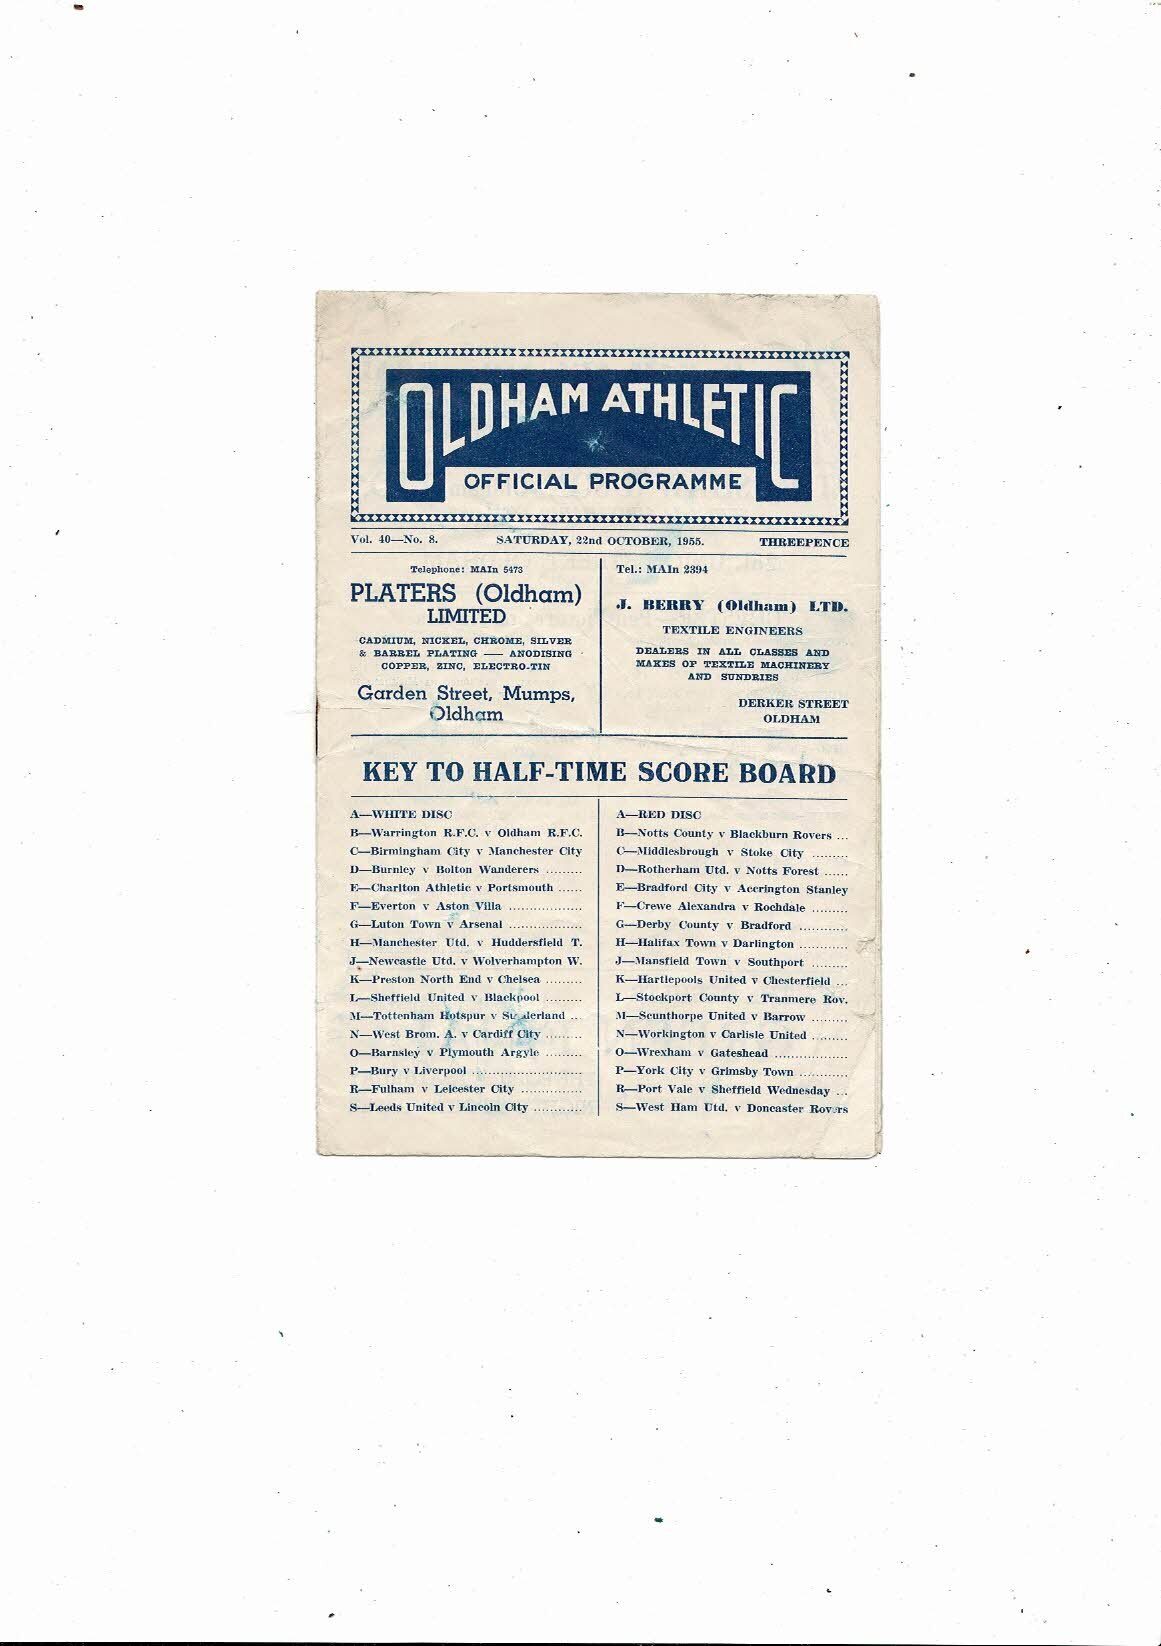 OLDHAM ATHLETIC
OFFICIAL PROGRAMME
Vol. 40—No. 8. SATURDAY, 22nd OCTOBER, 1955. THREEPENCE
Telephone: MAIn 5473
PLATERS (Oldham)
LIMITED
CADMIUM, NICKEL, CHROME, SILVER
& BARREL PLATING — ANODISING
COPPER, ZINC, ELECTRO-TIN
Garden Street, Mumps,
Oldham
Tel.: MAIn 2394
J. BERRY (Oldham) LTD.
TEXTILE ENGINEERS
DEALERS IN ALL CLASSES AND
MAKES OF TEXTILE MACHINERY
AND SUNDRIES
DERKER STREET
OLDHAM
KEY TO HALF-TIME SCORE BOARD
A—WHITE DISC
B—Warrington R.F.C. v Oldham R.F.C.
C—Birmingham City v Manchester City
D—Burnley v Bolton Wanderers .........
E—Charlton Athletic v Portsmouth ......
F—Everton v Aston Villa ..................
G—Luton Town v Arsenal ..................
H—Manchester Utd. v Huddersfield T.
J—Newcastle Utd. v Wolverhampton W.
K—Preston North End v Chelsea .........
L—Sheffield United v Blackpool .........
M—Tottenham Hotspur v Sunderland ...
N—West Brom. A. v Cardiff City .........
O—Barnsley v Plymouth Argyle .........
P—Bury v Liverpool ...........................
R—Fulham v Leicester City ...............
S—Leeds United v Lincoln City ............
A—RED DISC
B—Notts County v Blackburn Rovers ...
C—Middlesbrough v Stoke City .........
D—Rotherham Utd. v Notts Forest ......
E—Bradford City v Accrington Stanley
F—Crewe Alexandra v Rochdale .........
G—Derby County v Bradford ............
H—Halifax Town v Darlington ............
J—Mansfield Town v Southport .........
K—Hartlepools United v Chesterfield ...
L—Stockport County v Tranmere Rov.
M—Scunthorpe United v Barrow .........
N—Workington v Carlisle United .........
O—Wrexham v Gateshead ..................
P—York City v Grimsby Town ............
R—Port Vale v Sheffield Wednesday ...
S—West Ham Utd. v Doncaster Rovers